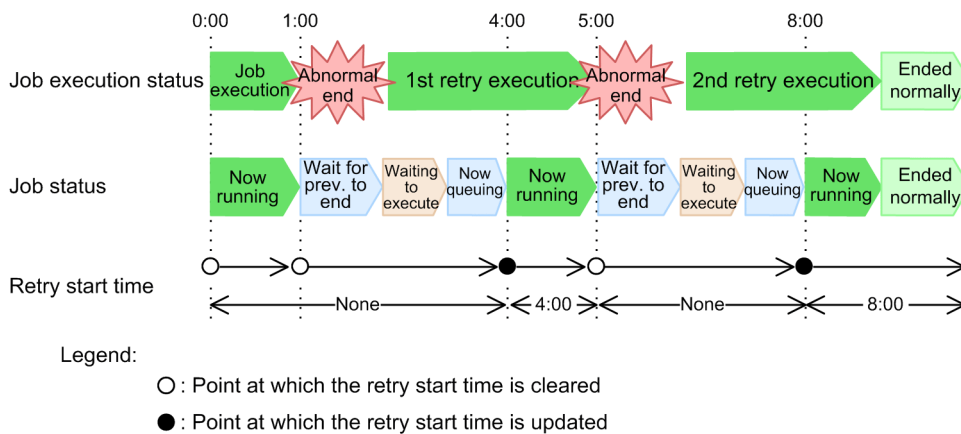 0:00 1:00 4:00 5:00 8:00
Job execution status
Job
execution
Abnormal
end
1st retry execution
Abnormal
end
2nd retry execution
Ended
normally
Job status
Now
running
Wait for
prev. to
end
Waiting
to
execute
Now
queuing
Now
running
Wait for
prev. to
end
Waiting
to
execute
Now
queuing
Now
running
Ended
normally
Retry start time
None 4:00 None 8:00
Legend:
: Point at which the retry start time is cleared
: Point at which the retry start time is updated